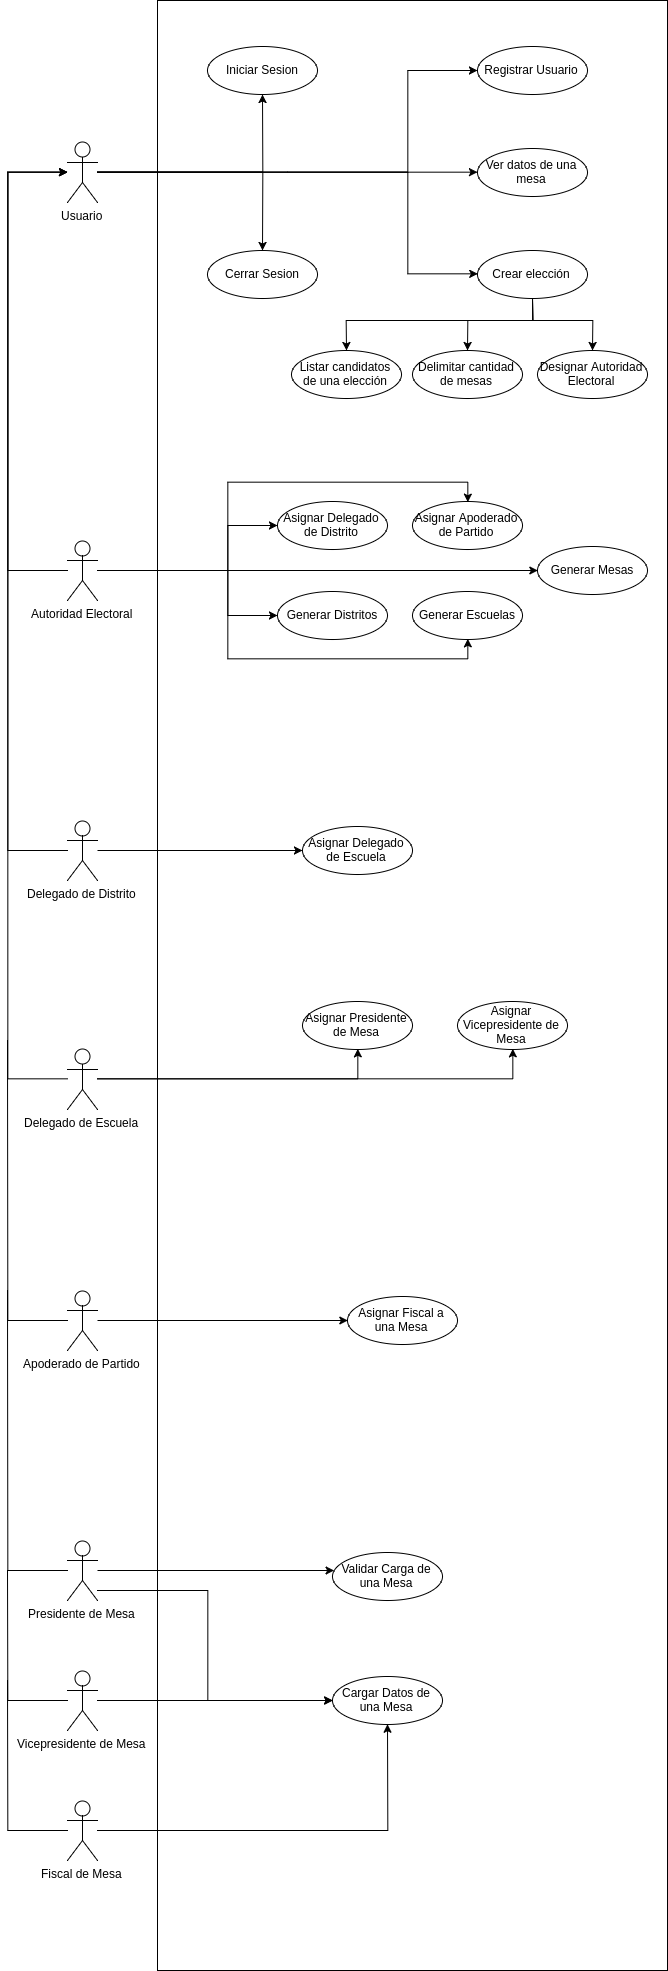 Iniciar Sesion
Registrar Usuario
Ver datos de una
mesa
Usuario
Cerrar Sesion
Crear elección
Listar candidatos
de una elección
Delimitar cantidad
de mesas
Designar Autoridad
Electoral
Asignar Delegado
de Distrito
Asignar Apoderado
de Partido
Generar Mesas
Autoridad Electoral
Generar Distritos
Generar Escuelas
Asignar Delegado
de Escuela
Delegado de Distrito
Asignar Presidente
de Mesa
Asignar
Vicepresidente de
Mesa
Delegado de Escuela
Asignar Fiscal a
una Mesa
Apoderado de Partido
Validar Carga de
una Mesa
Presidente de Mesa
Cargar Datos de
una Mesa
Vicepresidente de Mesa
Fiscal de Mesa